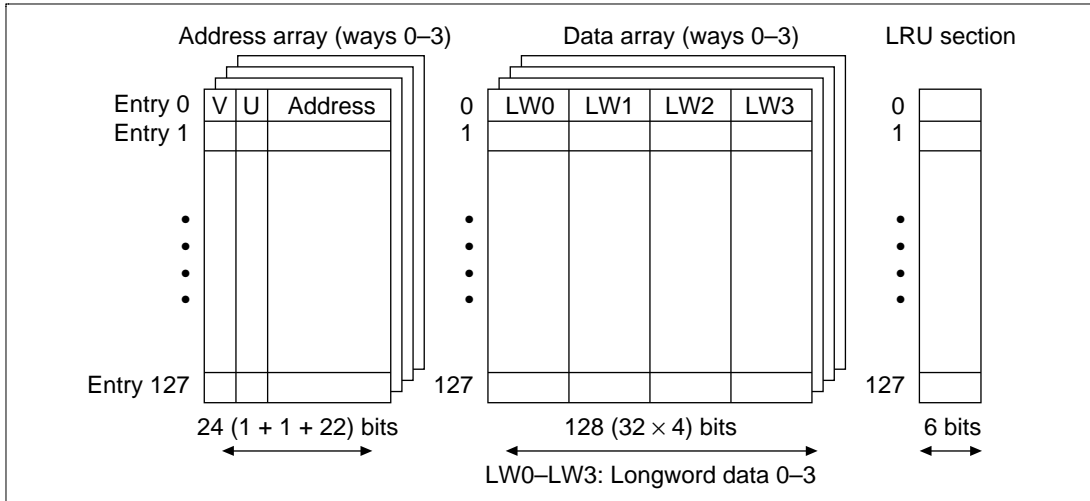 Address array (ways 0–3) Data array (ways 0–3) LRU section
Entry 0 V U Address 0 LW0 LW1 LW2 LW3 0
Entry 1 1 1
Entry 127 127 127
24 (1 + 1 + 22) bits 128 (32 × 4) bits 6 bits
LW0–LW3: Longword data 0–3